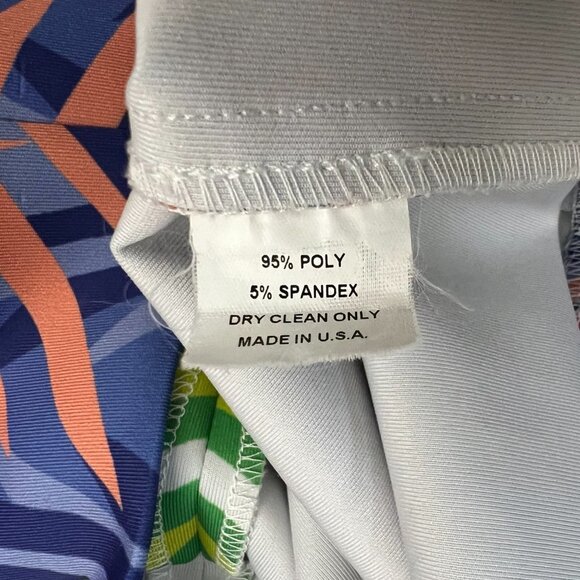 95% POLY
5% SPANDEX
DRY CLEAN ONLY
MADE IN U.S.A.